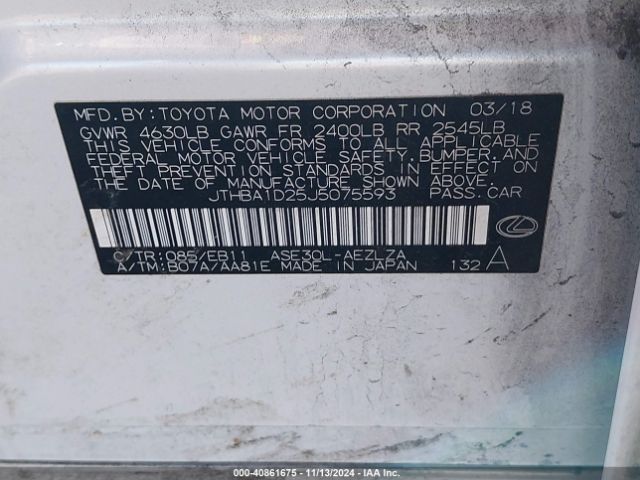 MFD.BY:TOYOTA MOTOR CORPORATION 03/18
GVWR 4630LB GAWR FR 2400LB RR 2545LB
THIS VEHICLE CONFORMS TO ALL APPLICABLE
FEDERAL MOTOR VEHICLE SAFETY,BUMPER,AND
THEFT PREVENTION STANDARDS IN EFFECT ON
THE DATE OF MANUFACTURE SHOWN ABOVE.
JTHBA1D25J5075593 PASS.CAR
C/TR:085/EB11 ASE30L-AEZLZA
A/TM:B07A/AA81E MADE IN JAPAN 132 A
000-40861675 - 11/13/2024 - IAA Inc.